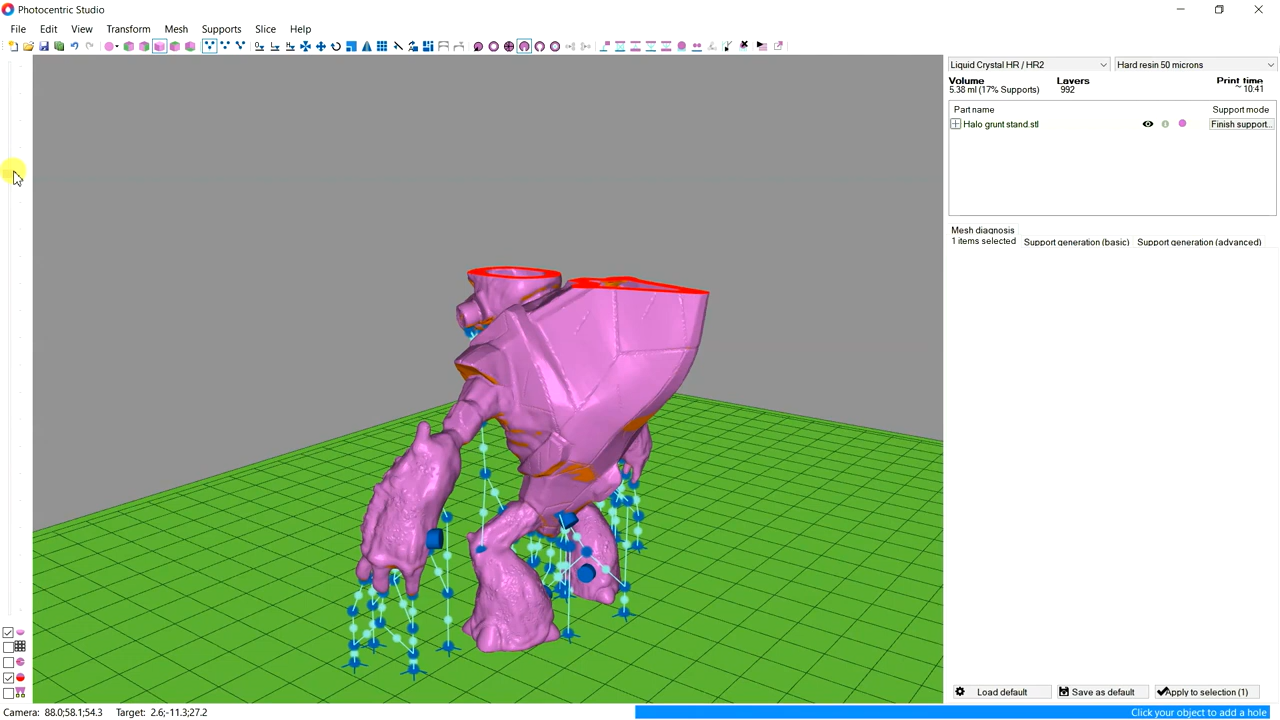 Photocentric Studio
File Edit View Transform Mesh Supports Slice Help
Liquid Crystal HR / HR2 Hard resin 50 microns
Volume Layers Print time
5.38 ml (17% Supports) 992 ~ 10:41
Part name Support mode
Halo grunt stand.stl Finish support...
Mesh diagnosis
1 items selected Support generation (basic) Support generation (advanced)
Load default Save as default Apply to selection (1)
Camera: 88.0;58.1;54.3 Target: 2.6;-11.3;27.2 Click your object to add a hole